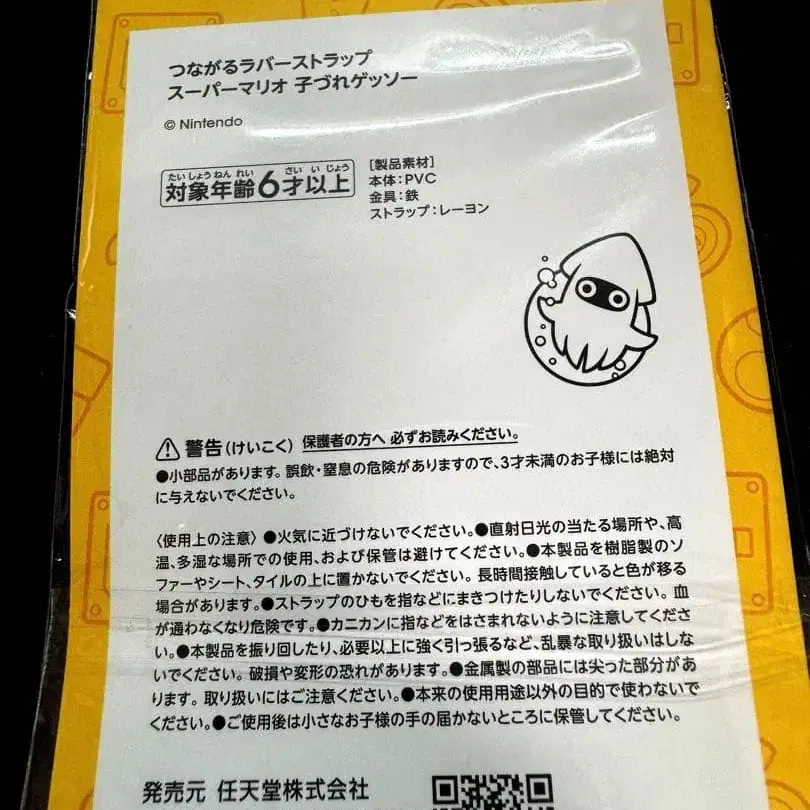 つながるラバーストラップ
スーパーマリオ 子づれゲッソー
© Nintendo
たいしょうねんれい さいいじょう
対象年齢6才以上
[製品素材]
本体:PVC
金具:鉄
ストラップ:レーヨン
警告(けいこく) 保護者の方へ 必ずお読みください。
●小部品があります。誤飲・窒息の危険がありますので、3才未満のお子様には絶対
に与えないでください。
〈使用上の注意〉●火気に近づけないでください。●直射日光の当たる場所や、高
温、多湿な場所での使用、および保管は避けてください。●本製品を樹脂製のソ
ファーやシート、タイルの上に置かないでください。長時間接触していると色が移る
場合があります。●ストラップのひもを指などにまきつけたりしないでください。血
が通わなくなり危険です。●カニカンに指などをはさまれないように注意してくださ
い。●本製品を振り回したり、必要以上に強く引っ張るなど、乱暴な取り扱いはしな
いでください。破損や変形の恐れがあります。●金属製の部品には尖った部分があ
ります。取り扱いにはご注意ください。●本来の使用用途以外の目的で使わないで
ください。●ご使用後は小さなお子様の手の届かないところに保管してください。
発売元 任天堂株式会社